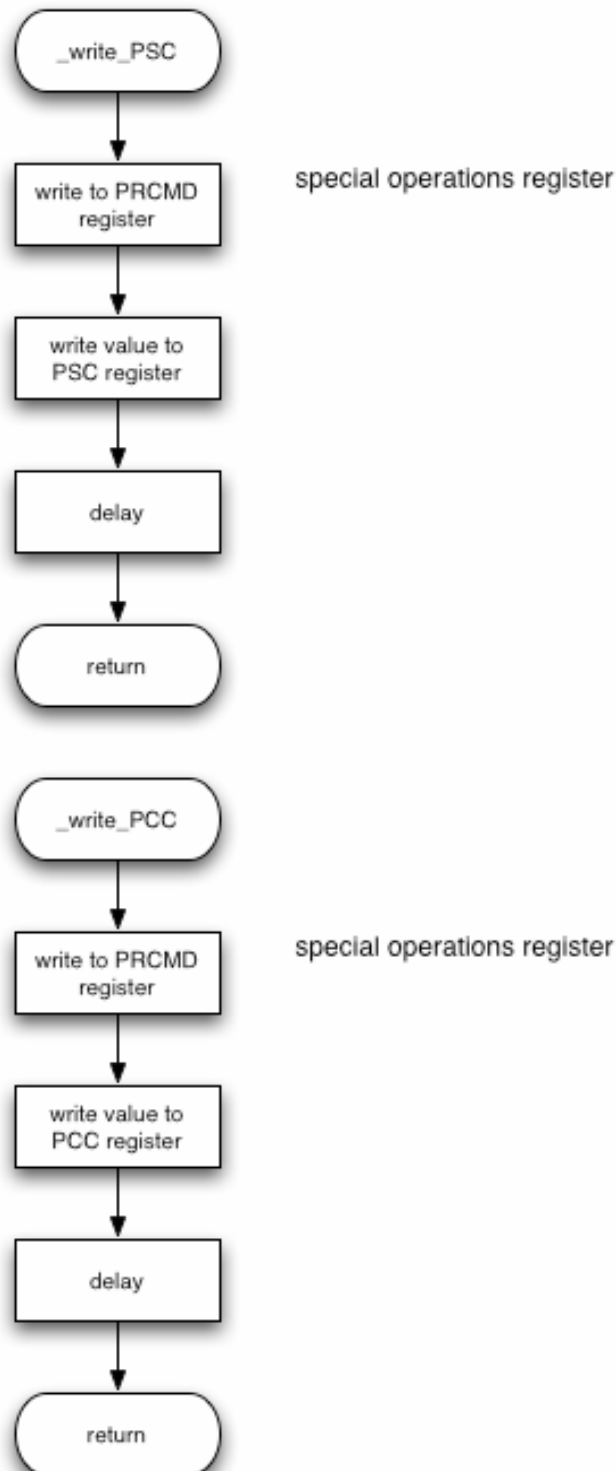 _write_PSC
write to PRCMD
register
special operations register
write value to
PSC register
delay
return
_write_PCC
write to PRCMD
register
special operations register
write value to
PCC register
delay
return